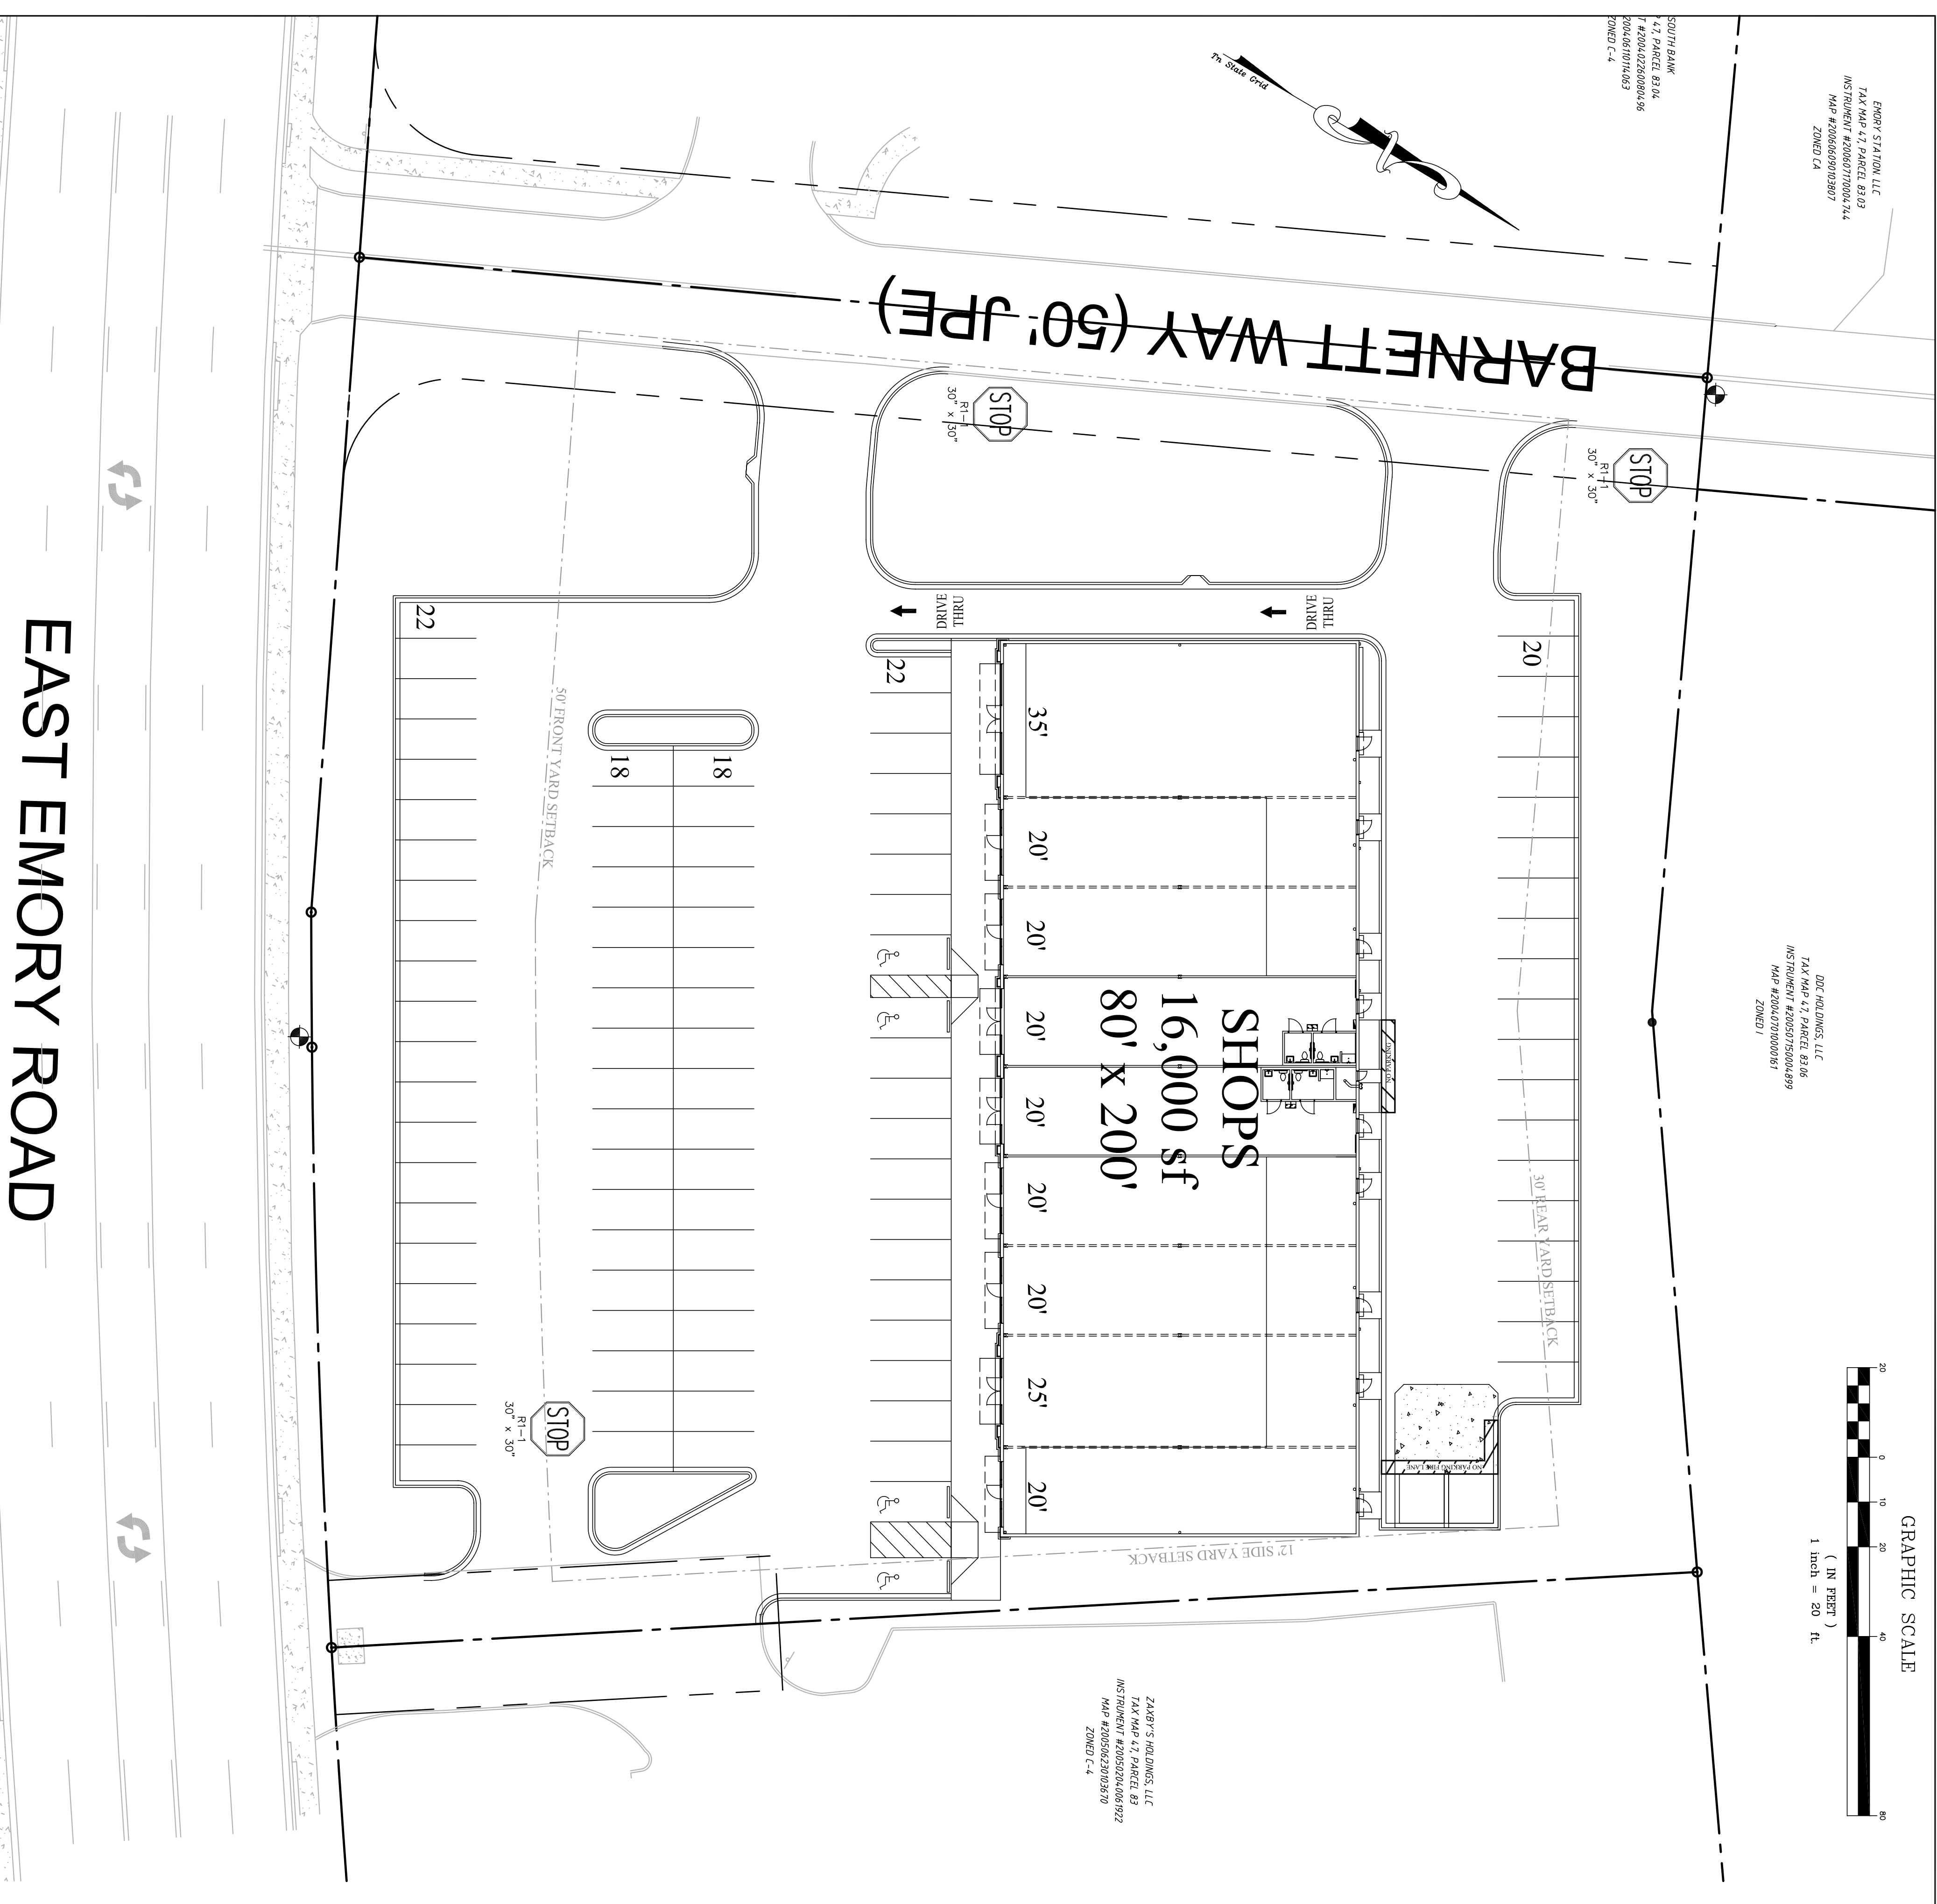 SOUTH BANK
P 47, PARCEL 83.04
T #200402260080496
200406110114063
ZONED C-4
Tn State Grid
EMORY STATION, LLC
TAX MAP 47, PARCEL 83.03
INSTRUMENT #200607170004744
MAP #200606090103807
ZONED CA
BARNETT WAY (50' JPE)
STOP
R1-1
30" x 30"
STOP
R1-1
30" x 30"
DRIVE
THRU
DRIVE
THRU
22
22
20
18
18
50' FRONT YARD SETBACK
35'
20'
20'
20'
20'
20'
20'
25'
20'
SHOPS
16,000 sf
80' x 200'
NO PARKING
30' REAR YARD SETBACK
NO PARKING FIRE LANE
12' SIDE YARD SETBACK
STOP
R1-1
30" x 30"
EAST EMORY ROAD
DDC HOLDINGS, LLC
TAX MAP 47, PARCEL 83.06
INSTRUMENT #200507150004899
MAP #200407010000161
ZONED I
ZAXBY'S HOLDINGS, LLC
TAX MAP 47, PARCEL 83
INSTRUMENT #200502040061922
MAP #200506230103670
ZONED C-4
GRAPHIC SCALE
20 0 10 20 40 80
( IN FEET )
1 inch = 20 ft.